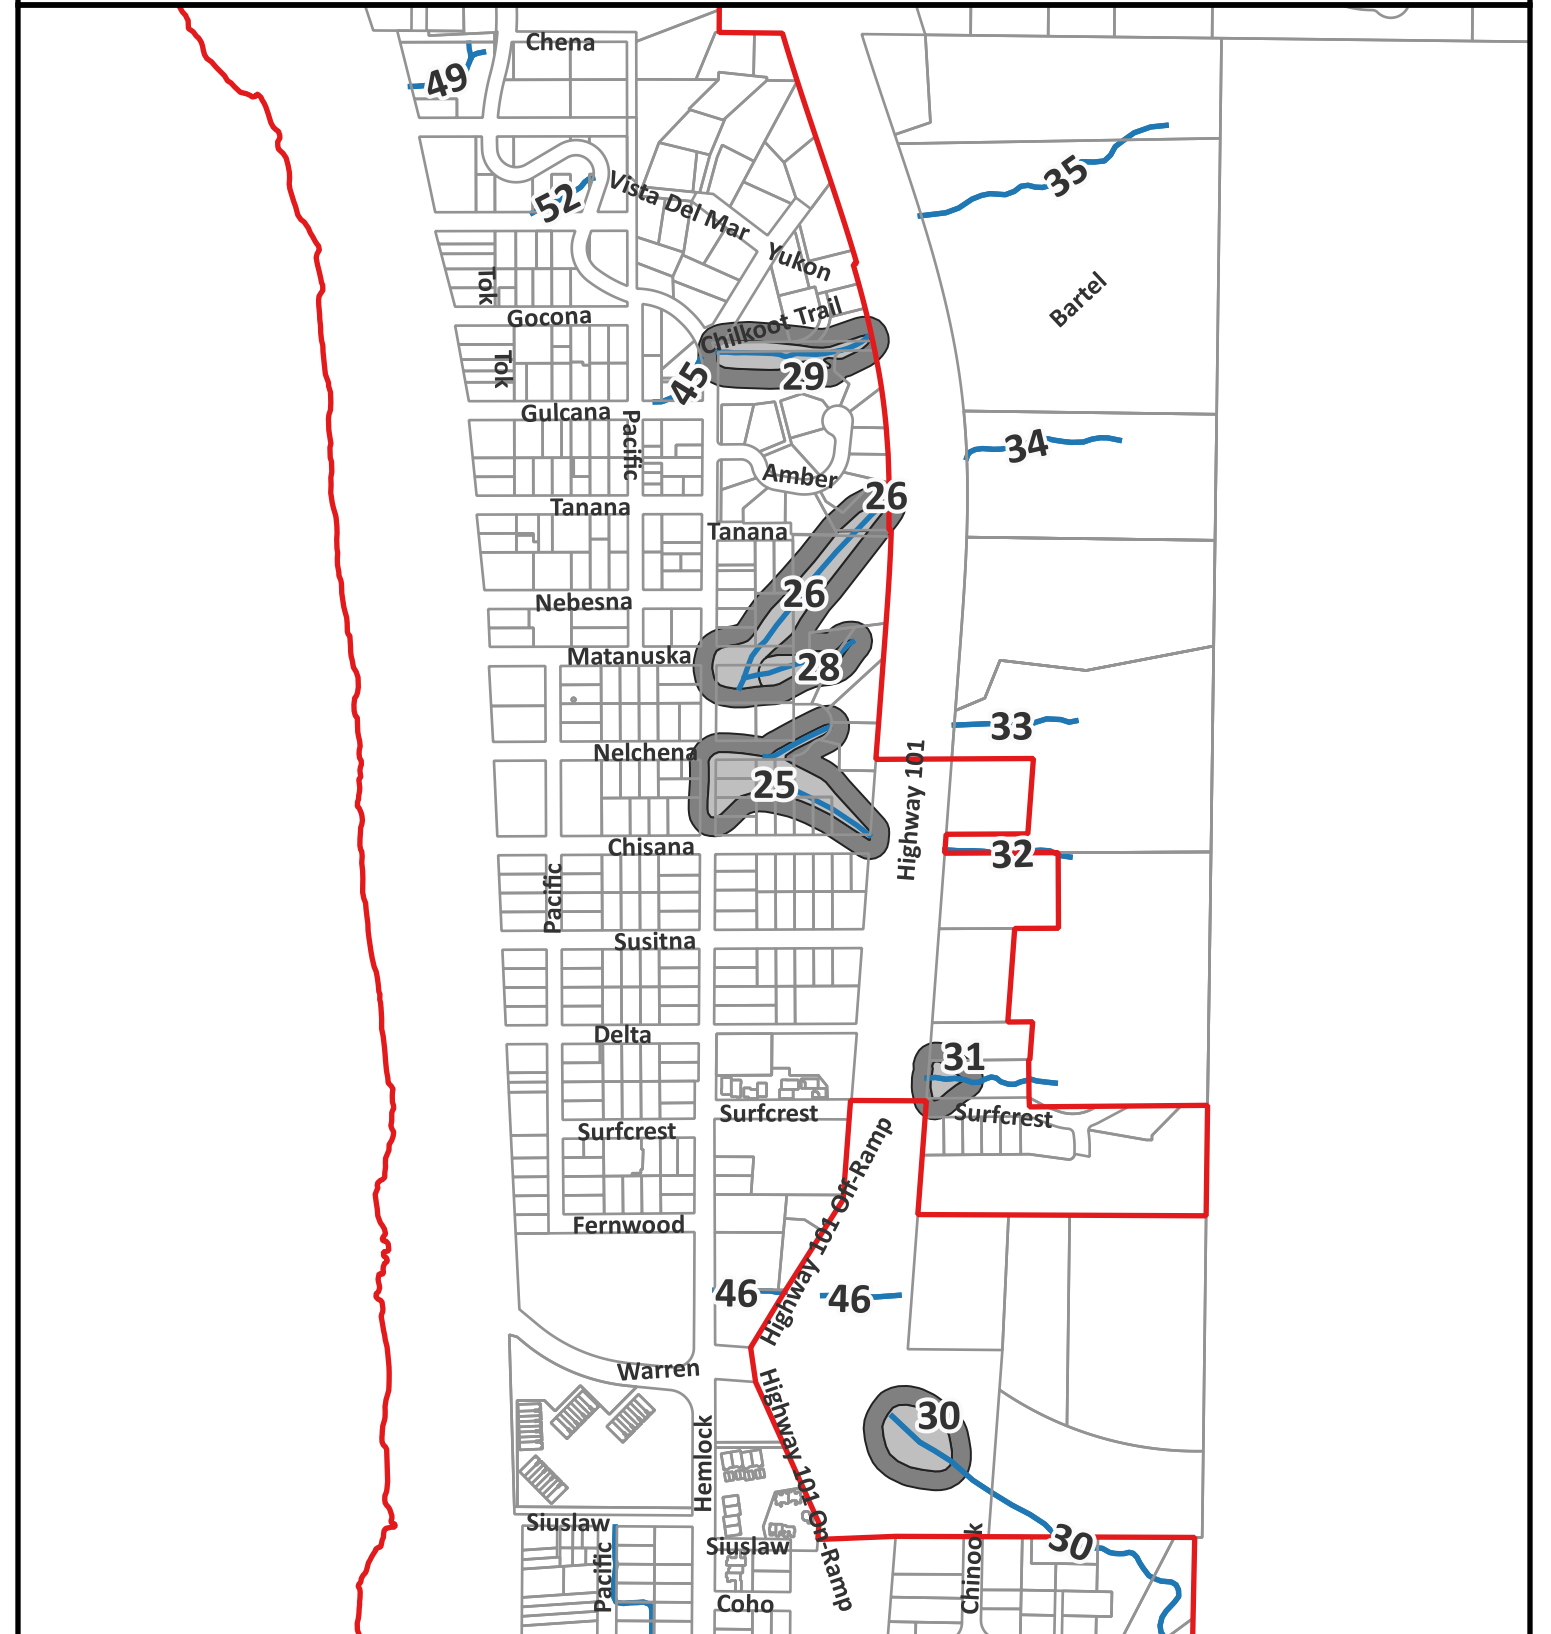 Chena
49
35
52
Vista Del Mar
Yukon
Tok
Bartel
Gocona
Chilkoot Trail
Tok
45
29
Gulcana
Pacific
34
Amber
26
Tanana
Tanana
26
Nebesna
Matanuska
28
33
Nelchena
Highway 101
25
Chisana
32
Pacific
Susitna
Delta
31
Surfcrest
Surfcrest
Surfcrest
Highway 101 Off-Ramp
Fernwood
46
46
Warren
Highway 101 On-Ramp
30
Hemlock
Siuslaw
Siuslaw
30
Chinook
Pacific
Coho